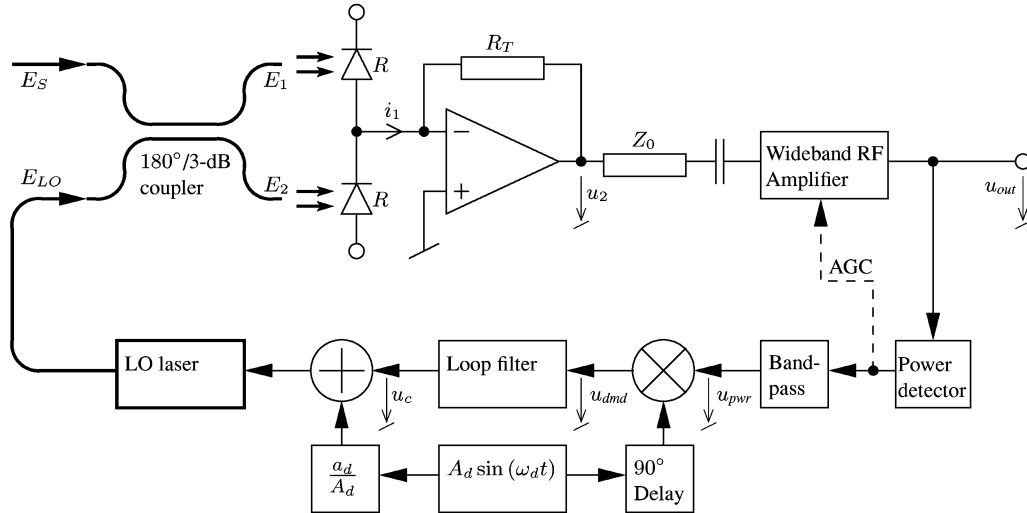 R_T
E_S
E_1
R
i_1
−
Z_0
180°/3-dB
coupler
Wideband RF
Amplifier
E_LO
E_2
R
+
u_2
u_out
AGC
LO laser
Loop filter
Band-
pass
Power
detector
u_c
u_dmd
u_pwr
a_d
A_d
A_d sin (ω_d t)
90°
Delay